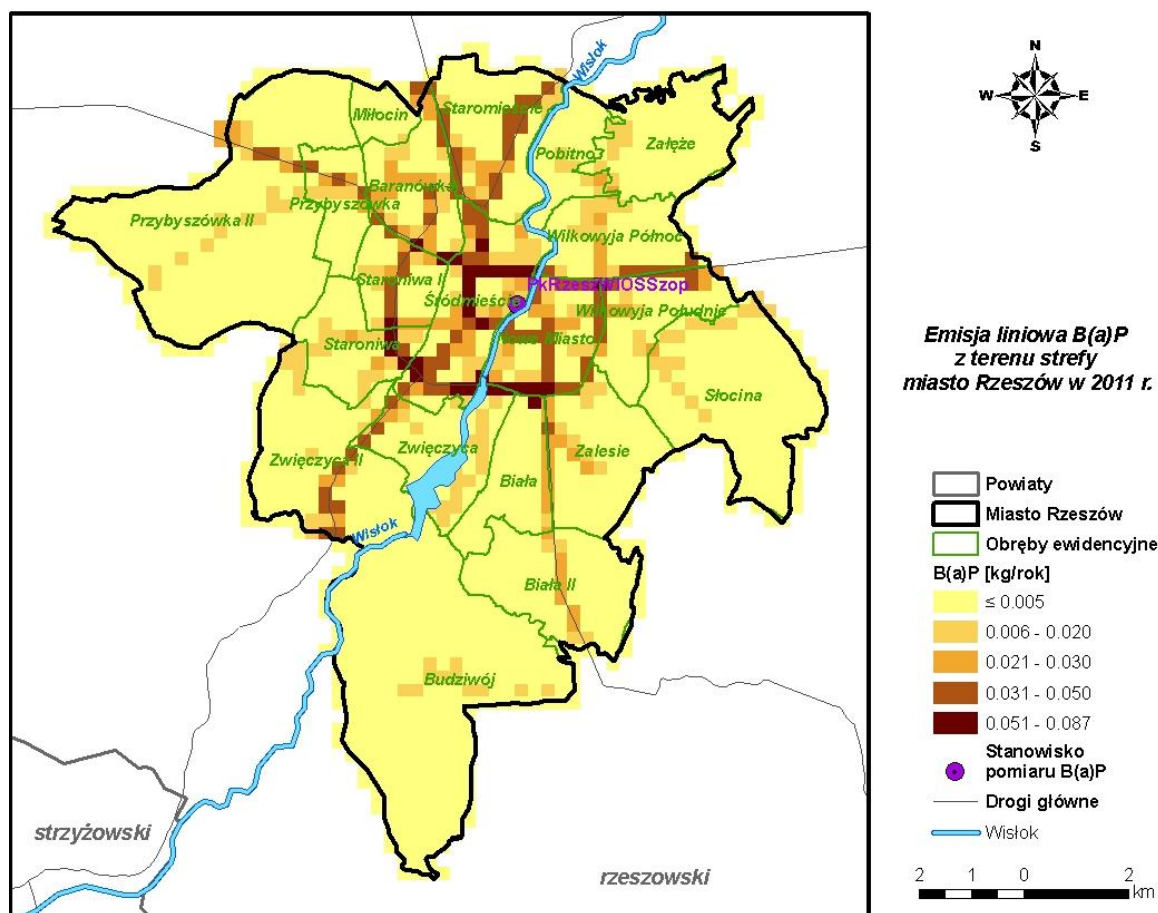 Wisłok
N
W E
S
Miłocin
Staromieście
Pobitno
Załęże
Baranówka
Przybyszówka
Przybyszówka II
Wilkowyja Północ
Staroniwa II
PkRzeszWIOSSzop
Śródmieście
Wilkowyja Południe
Staroniwa
Nowe Miasto
Emisja liniowa B(a)P
z terenu strefy
miasto Rzeszów w 2011 r.
Słocina
Zwięczyca II
Zwięczyca
Zalesie
Biała
Wisłok
Biała II
Budziwój
strzyżowski
rzeszowski
Powiaty
Miasto Rzeszów
Obręby ewidencyjne
B(a)P [kg/rok]
≤ 0.005
0.006 - 0.020
0.021 - 0.030
0.031 - 0.050
0.051 - 0.087
Stanowisko
pomiaru B(a)P
Drogi główne
Wisłok
2 1 0 2
km